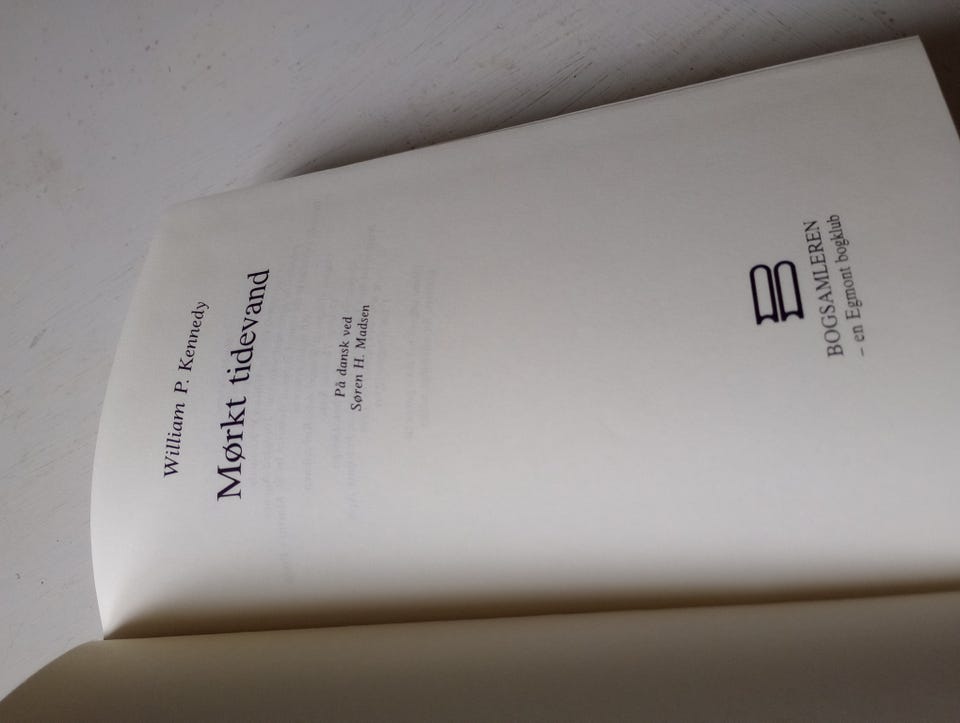 William P. Kennedy
Mørkt tidevand
På dansk ved
Søren H. Madsen
BOGSAMLEREN
– en Egmont bogklub